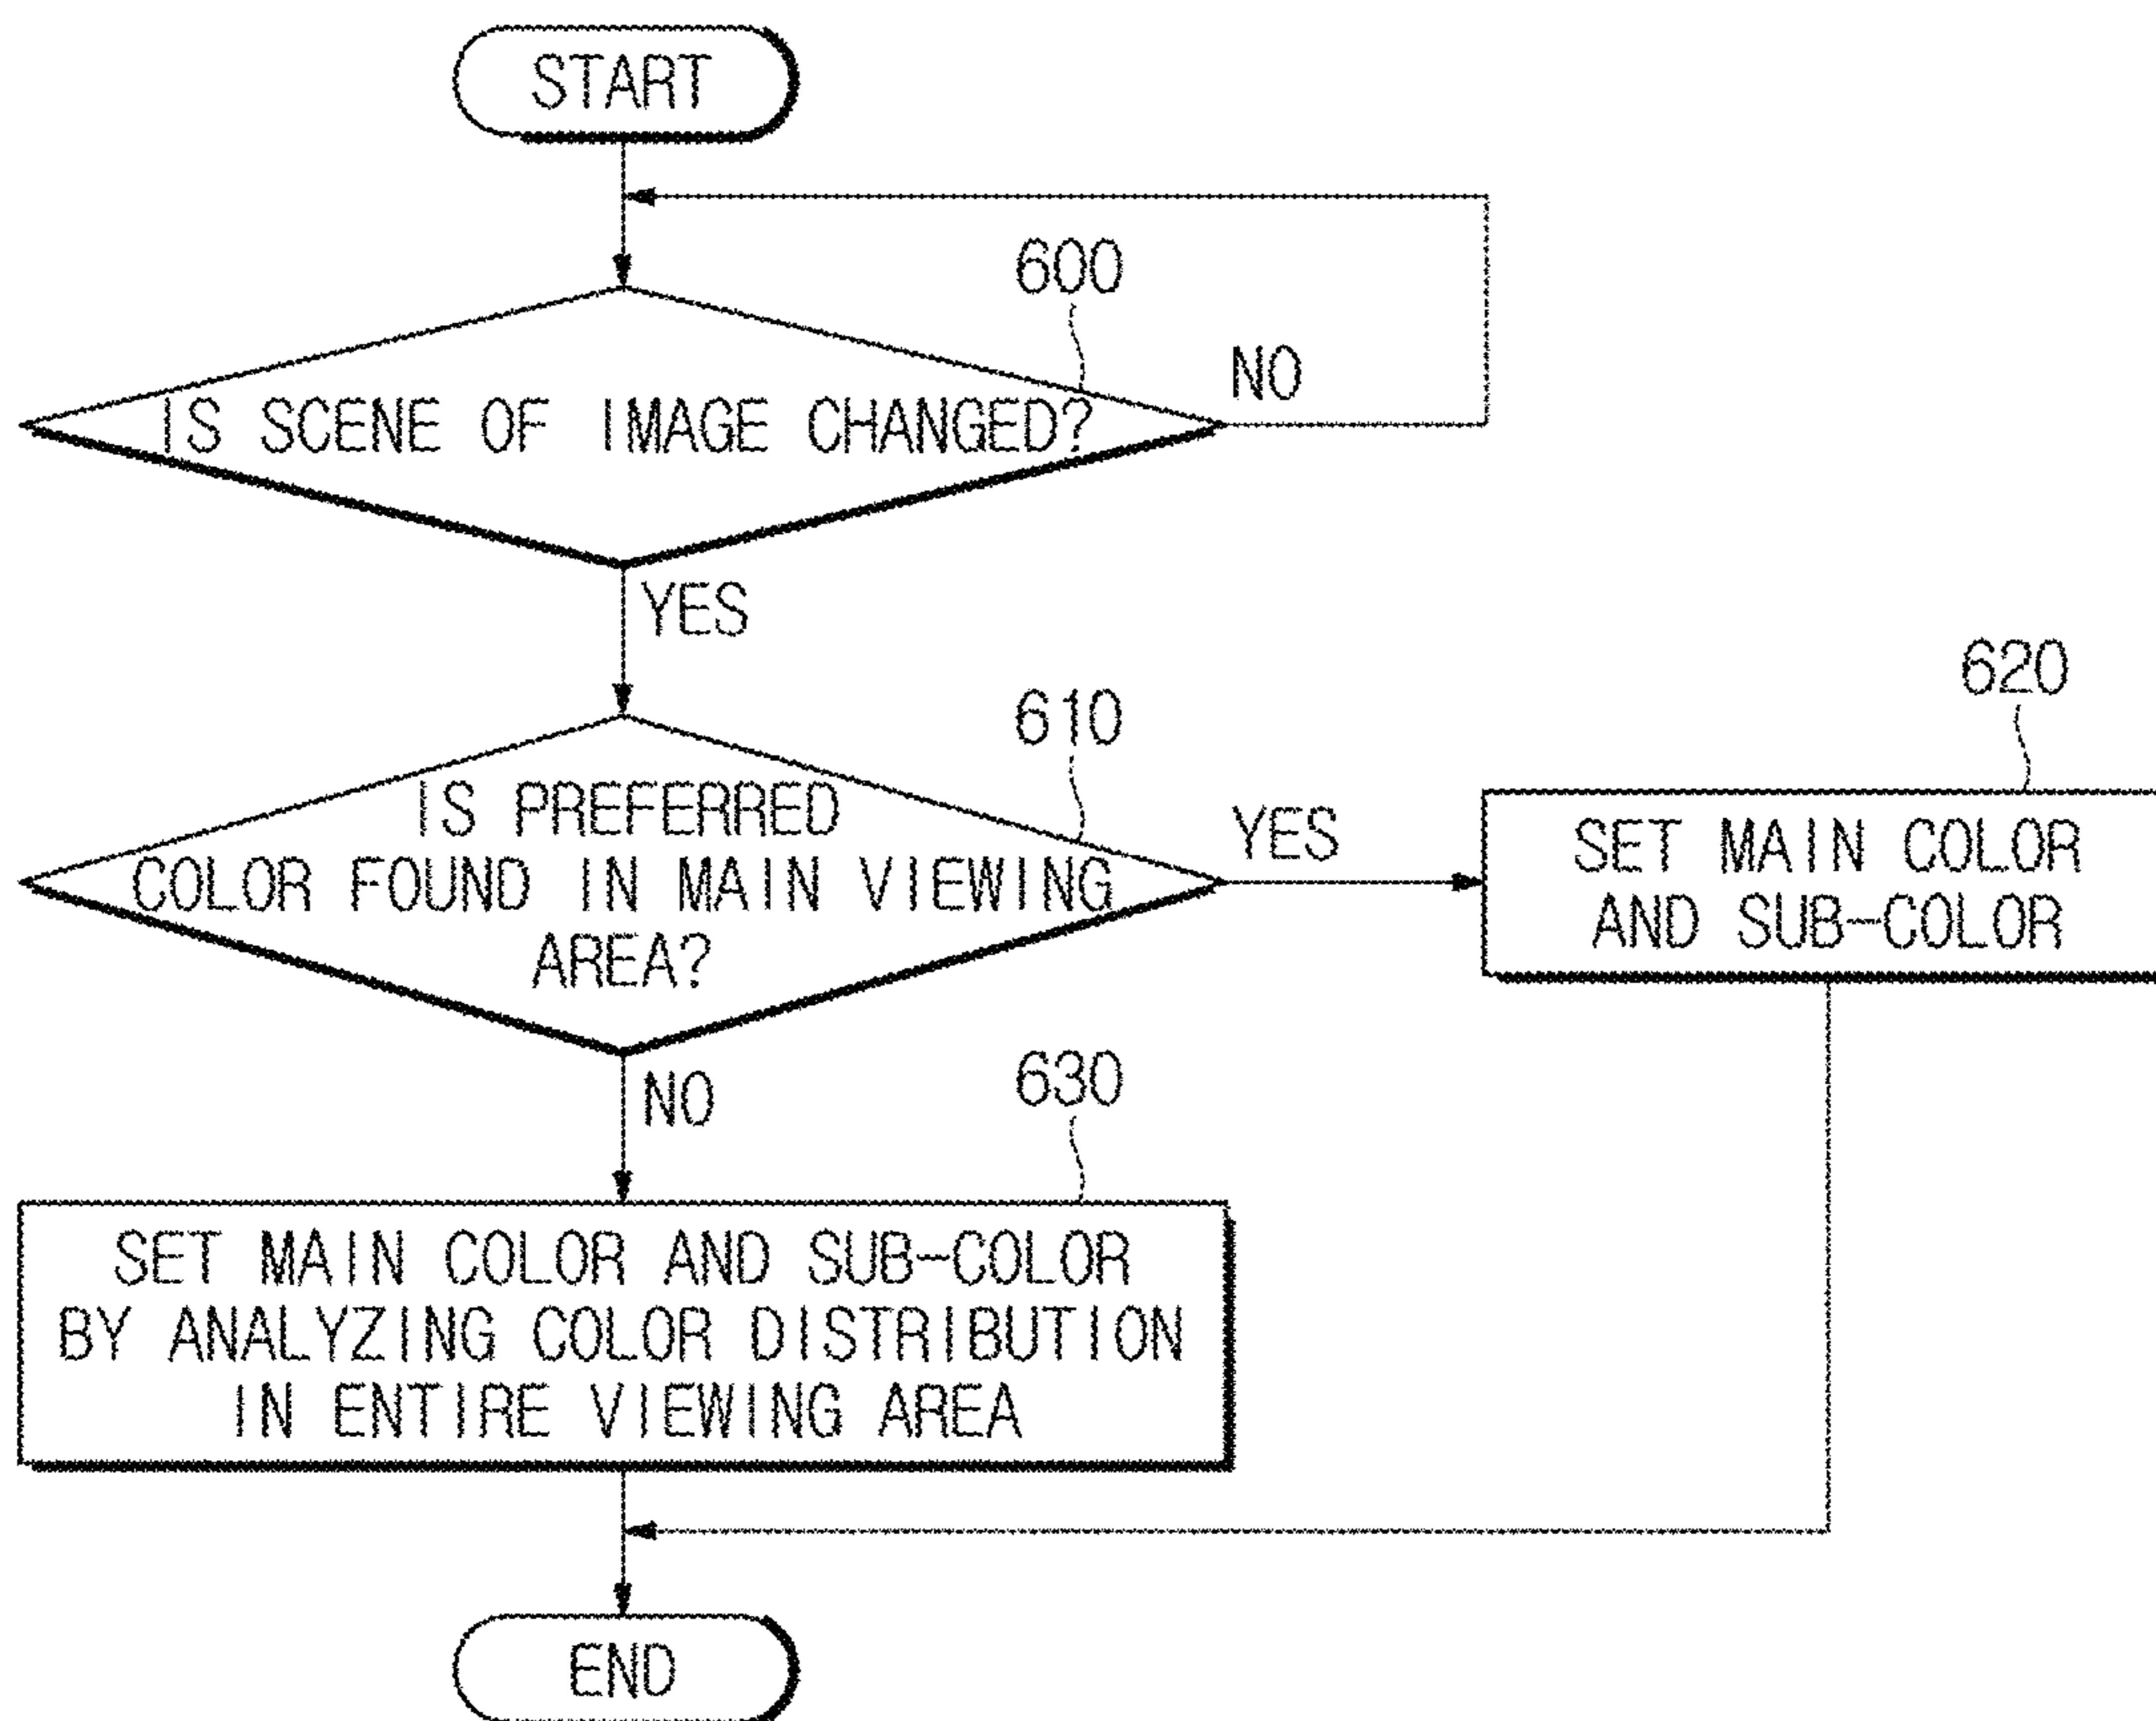 START
600
IS SCENE OF IMAGE CHANGED?
NO
YES
610
IS PREFERRED
COLOR FOUND IN MAIN VIEWING
AREA?
YES
620
SET MAIN COLOR
AND SUB-COLOR
NO
630
SET MAIN COLOR AND SUB-COLOR
BY ANALYZING COLOR DISTRIBUTION
IN ENTIRE VIEWING AREA
END